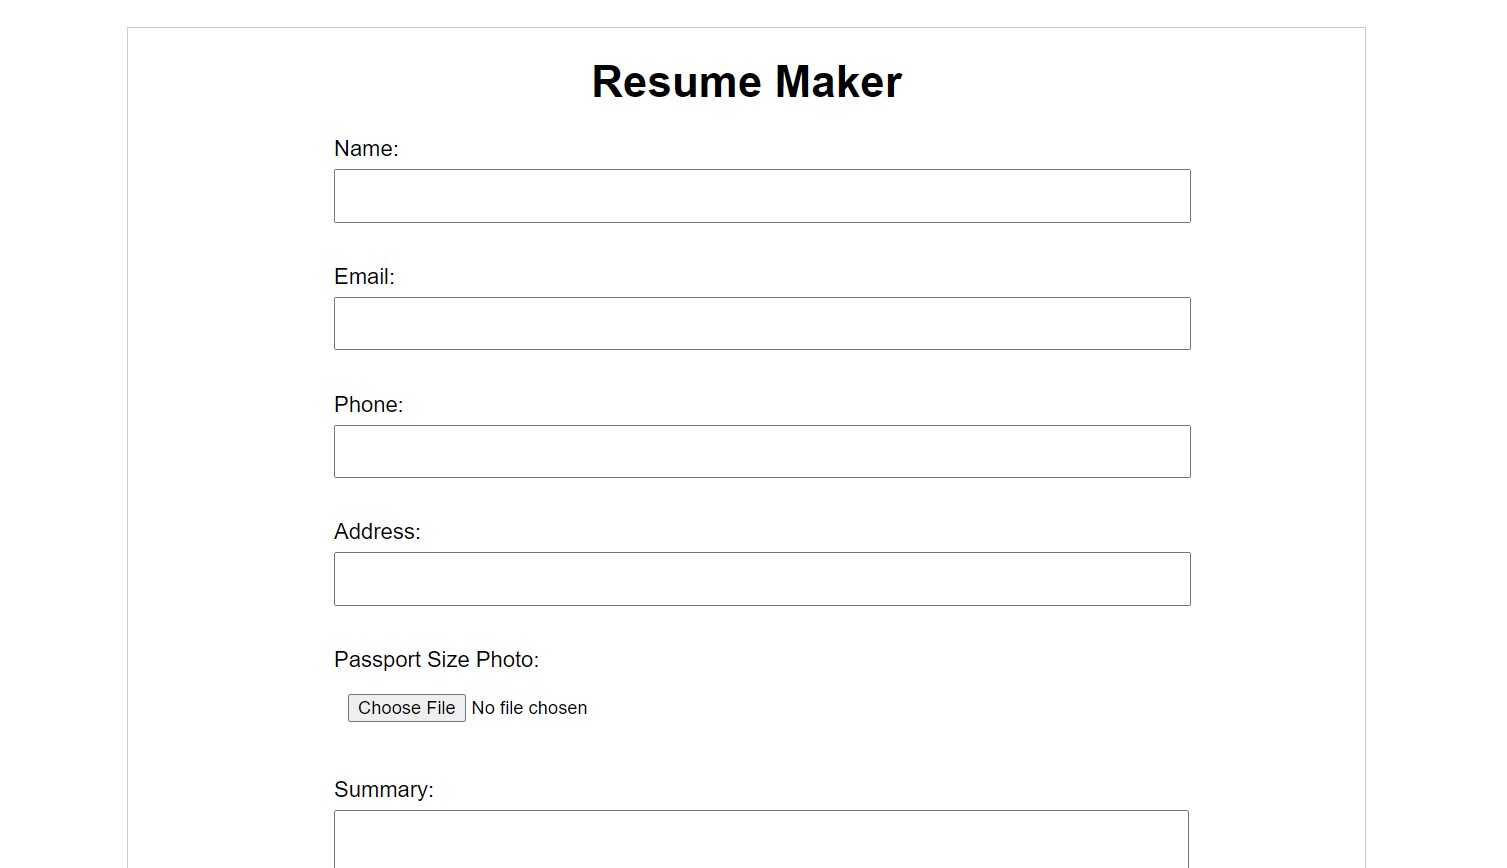 Resume Maker
Name:
Email:
Phone:
Address:
Passport Size Photo:
Choose File No file chosen
Summary: